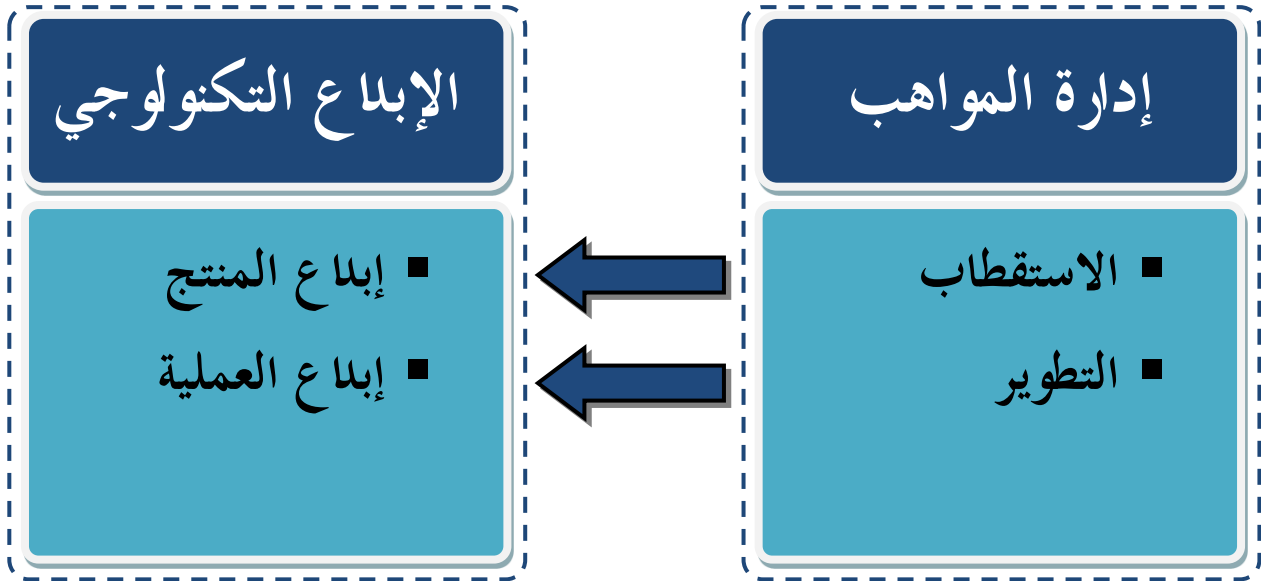 إدارة المواهب
▪ الاستقطاب
▪ التطوير
الإبداع التكنولوجي
▪ إبداع المنتج
▪ إبداع العملية